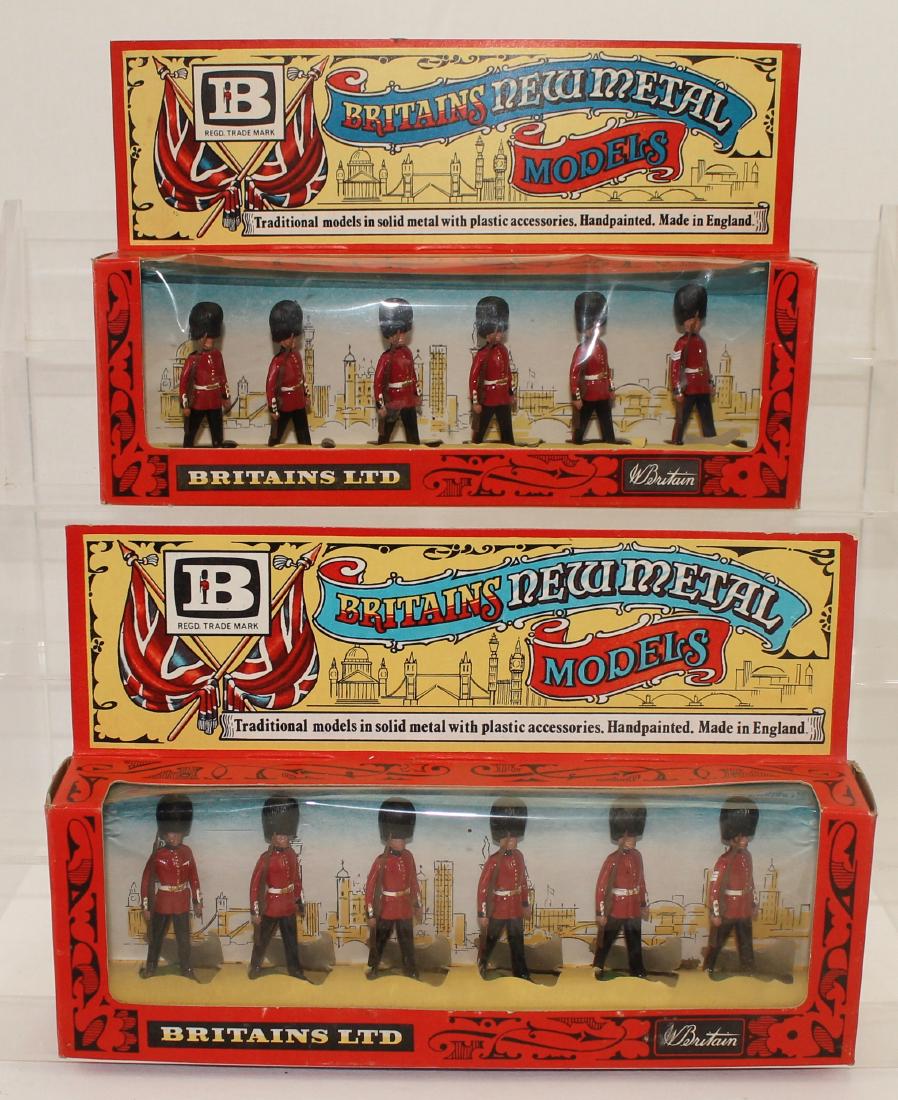 B
REGD. TRADE MARK
BRITAINS NEW METAL
MODELS
Traditional models in solid metal with plastic accessories. Handpainted. Made in England.
BRITAINS LTD
W Britain
B
REGD. TRADE MARK
BRITAINS NEW METAL
MODELS
Traditional models in solid metal with plastic accessories. Handpainted. Made in England.
BRITAINS LTD
W Britain